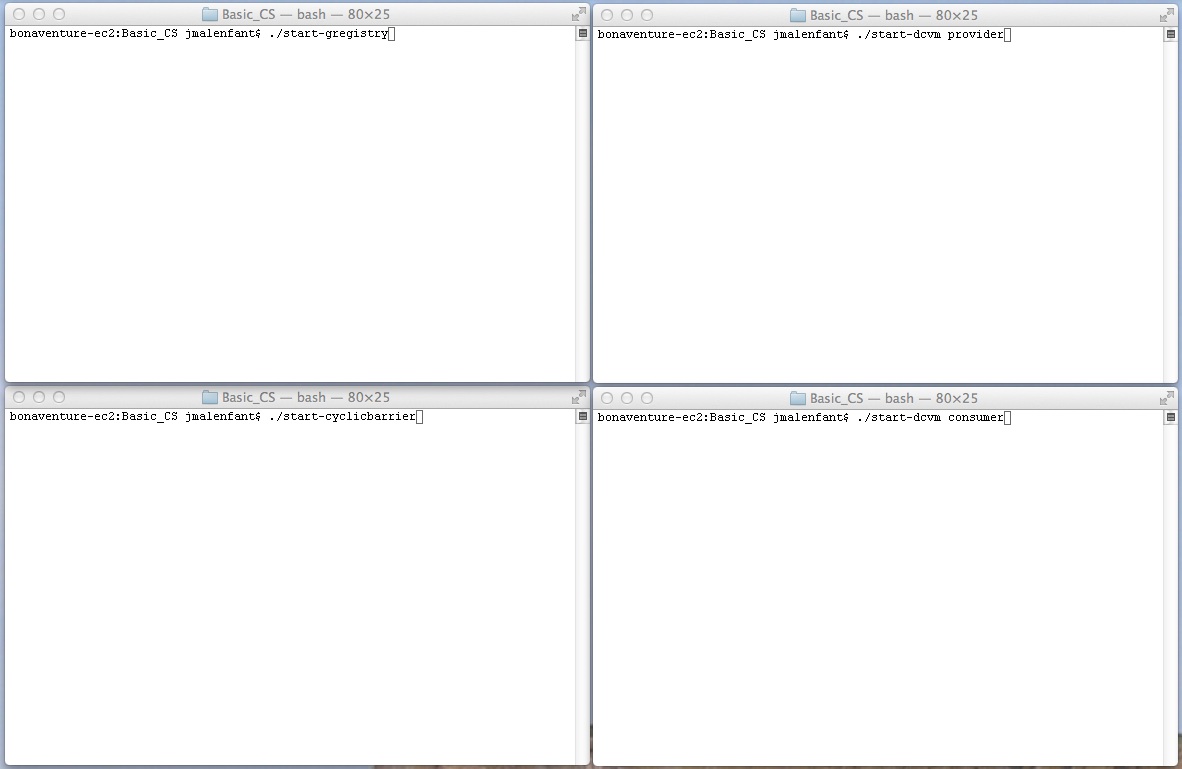 Basic_CS — bash — 80×25
bonaventure-ec2:Basic_CS jmalenfant$ ./start-gregistry
Basic_CS — bash — 80×25
bonaventure-ec2:Basic_CS jmalenfant$ ./start-dcvm provider
Basic_CS — bash — 80×25
bonaventure-ec2:Basic_CS jmalenfant$ ./start-cyclicbarrier
Basic_CS — bash — 80×25
bonaventure-ec2:Basic_CS jmalenfant$ ./start-dcvm consumer